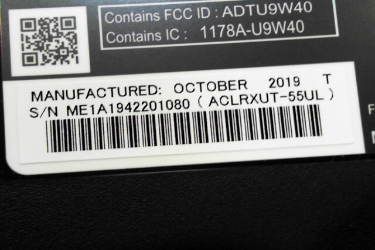 Contains FCC ID : ADTU9W40
Contains IC : 1178A-U9W40
MANUFACTURED: OCTOBER 2019 T
S/N ME1A1942201080 ( ACLRXUT-55UL )
F